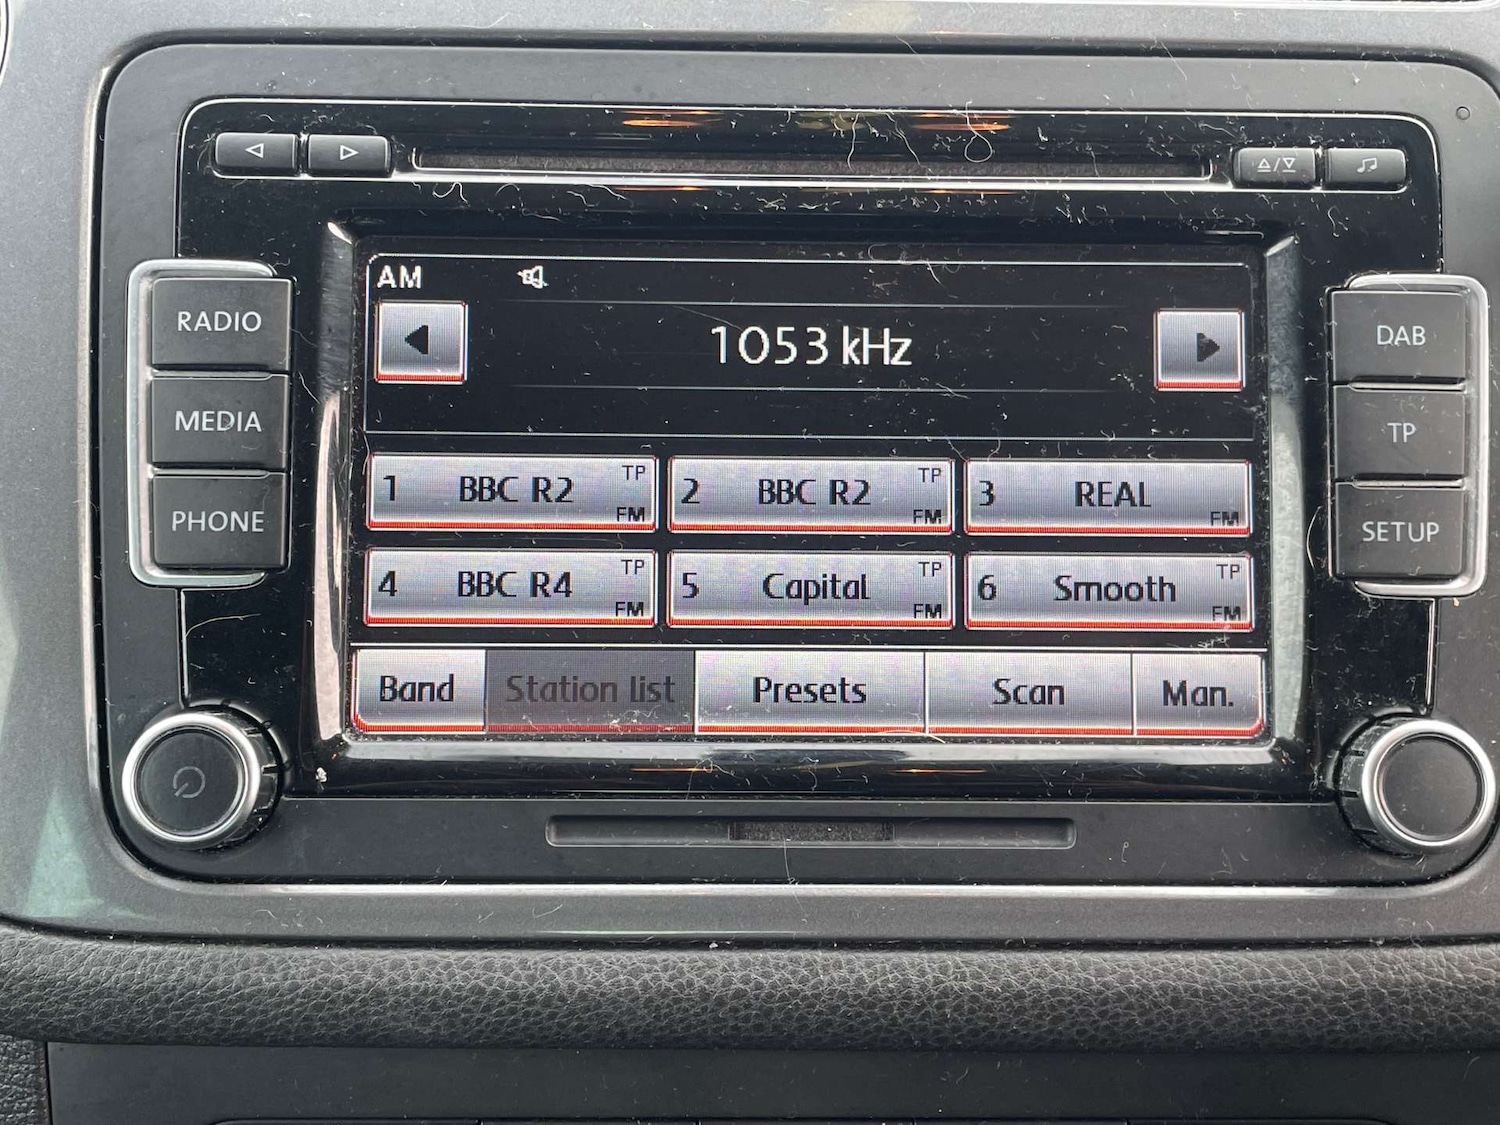 AM
1053 kHz
RADIO
MEDIA
PHONE
DAB
TP
SETUP
1 BBC R2 TP FM
2 BBC R2 TP FM
3 REAL FM
4 BBC R4 TP FM
5 Capital TP FM
6 Smooth TP FM
Band
Station list
Presets
Scan
Man.